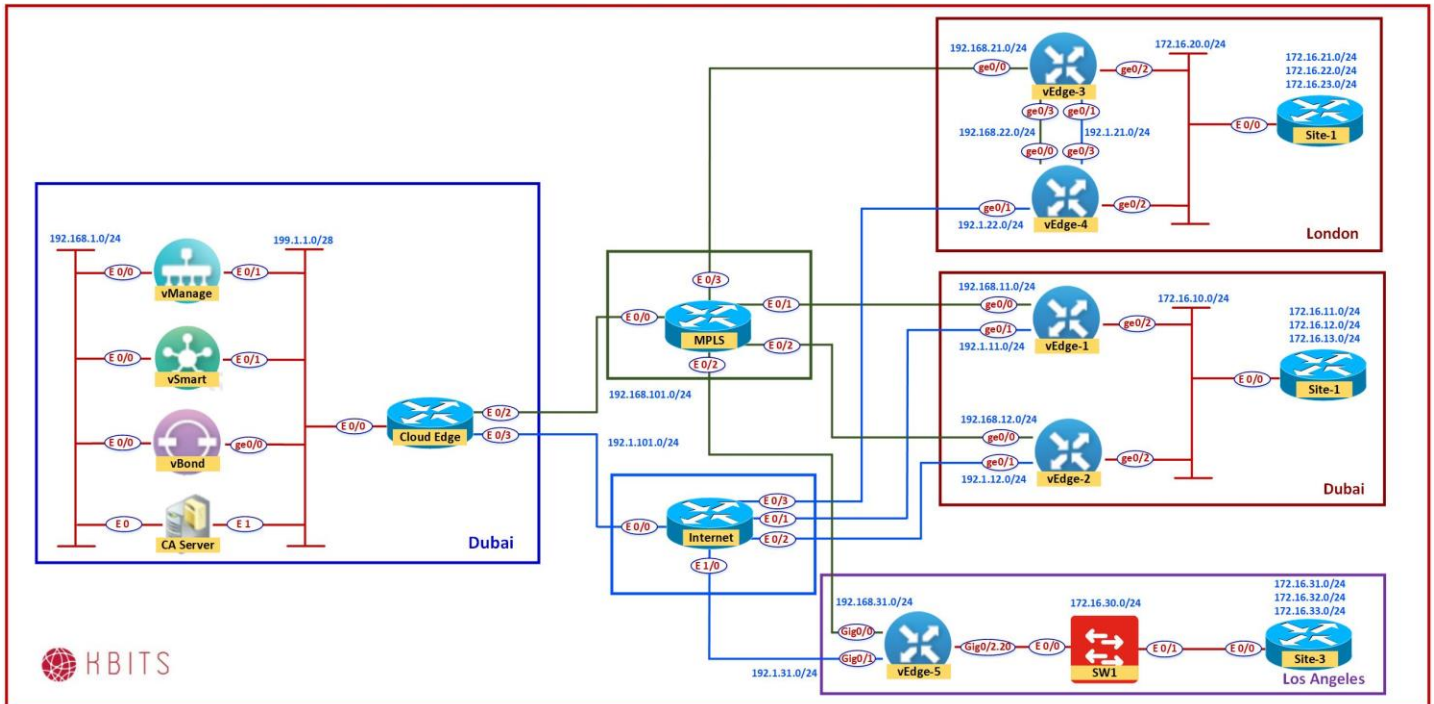 192.168.1.0/24
199.1.1.0/28
E 0/0
vManage
E 0/1
E 0/0
vSmart
E 0/1
E 0/0
vBond
ge0/0
E 0
CA Server
E 1
E 0/0
Cloud Edge
E 0/2
E 0/3
Dubai
192.168.101.0/24
192.1.101.0/24
E 0/3
E 0/0
MPLS
E 0/1
E 0/2
E 0/2
E 0/0
Internet
E 0/3
E 0/1
E 0/2
E 1/0
192.168.21.0/24
ge0/0
vEdge-3
ge0/2
172.16.20.0/24
172.16.21.0/24
172.16.22.0/24
172.16.23.0/24
ge0/3
ge0/1
192.168.22.0/24
192.1.21.0/24
ge0/0
ge0/3
E 0/0
Site-1
ge0/1
192.1.22.0/24
vEdge-4
ge0/2
London
192.168.11.0/24
ge0/0
ge0/1
192.1.11.0/24
vEdge-1
ge0/2
172.16.10.0/24
172.16.11.0/24
172.16.12.0/24
172.16.13.0/24
E 0/0
Site-1
192.168.12.0/24
ge0/0
ge0/1
192.1.12.0/24
vEdge-2
ge0/2
Dubai
192.168.31.0/24
Gig0/0
Gig0/1
192.1.31.0/24
vEdge-5
Gig0/2.20
172.16.30.0/24
E 0/0
SW1
E 0/1
E 0/0
172.16.31.0/24
172.16.32.0/24
172.16.33.0/24
Site-3
Los Angeles
KBITS